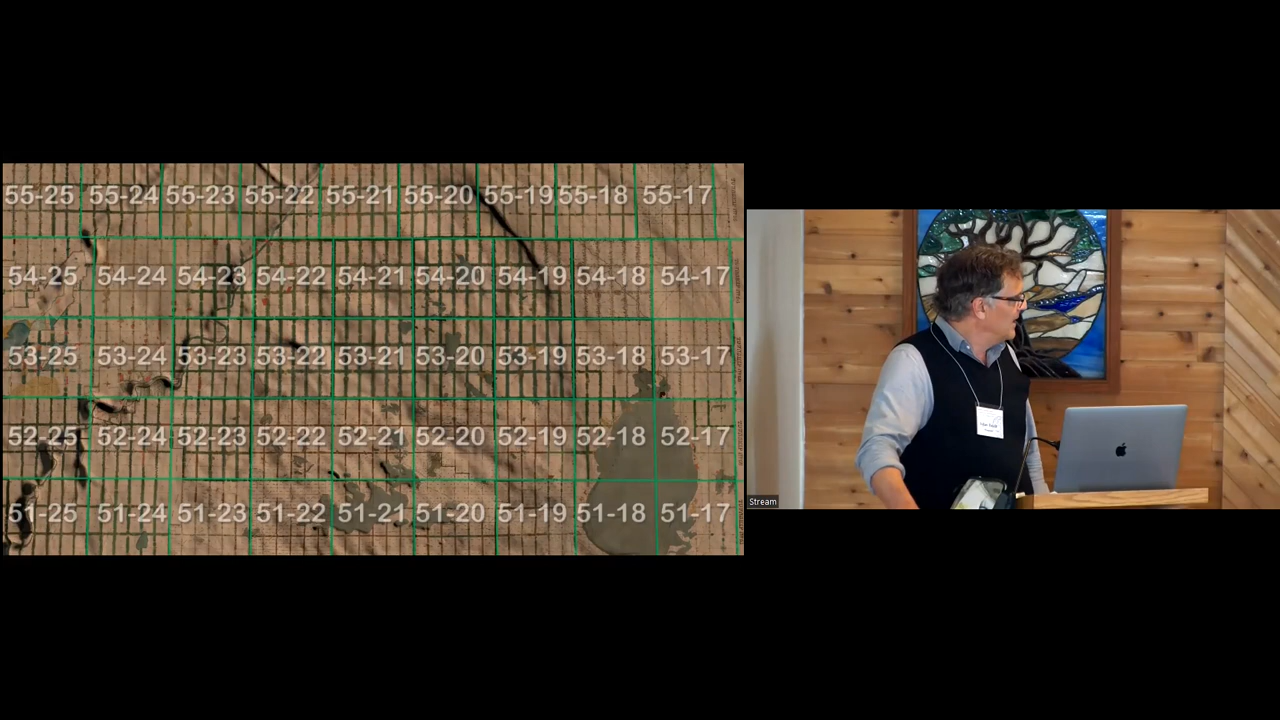 55-25 55-24 55-23 55-22 55-21 55-20 55-19 55-18 55-17
54-25 54-24 54-23 54-22 54-21 54-20 54-19 54-18 54-17
53-25 53-24 53-23 53-22 53-21 53-20 53-19 53-18 53-17
52-25 52-24 52-23 52-22 52-21 52-20 52-19 52-18 52-17
51-25 51-24 51-23 51-22 51-21 51-20 51-19 51-18 51-17
Stream